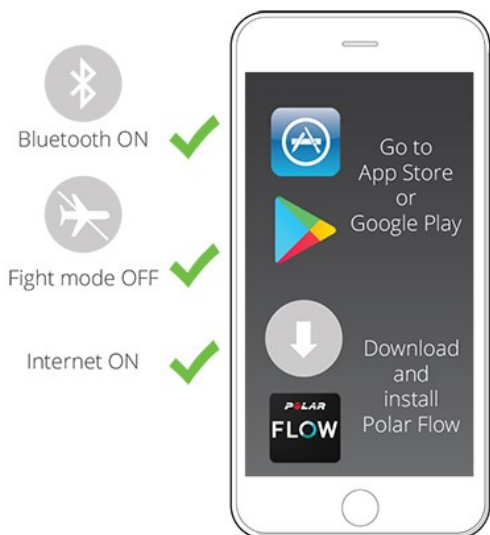 Bluetooth ON
Fight mode OFF
Internet ON
Go to
App Store
or
Google Play
Download
and
install
Polar Flow
POLAR
FLOW